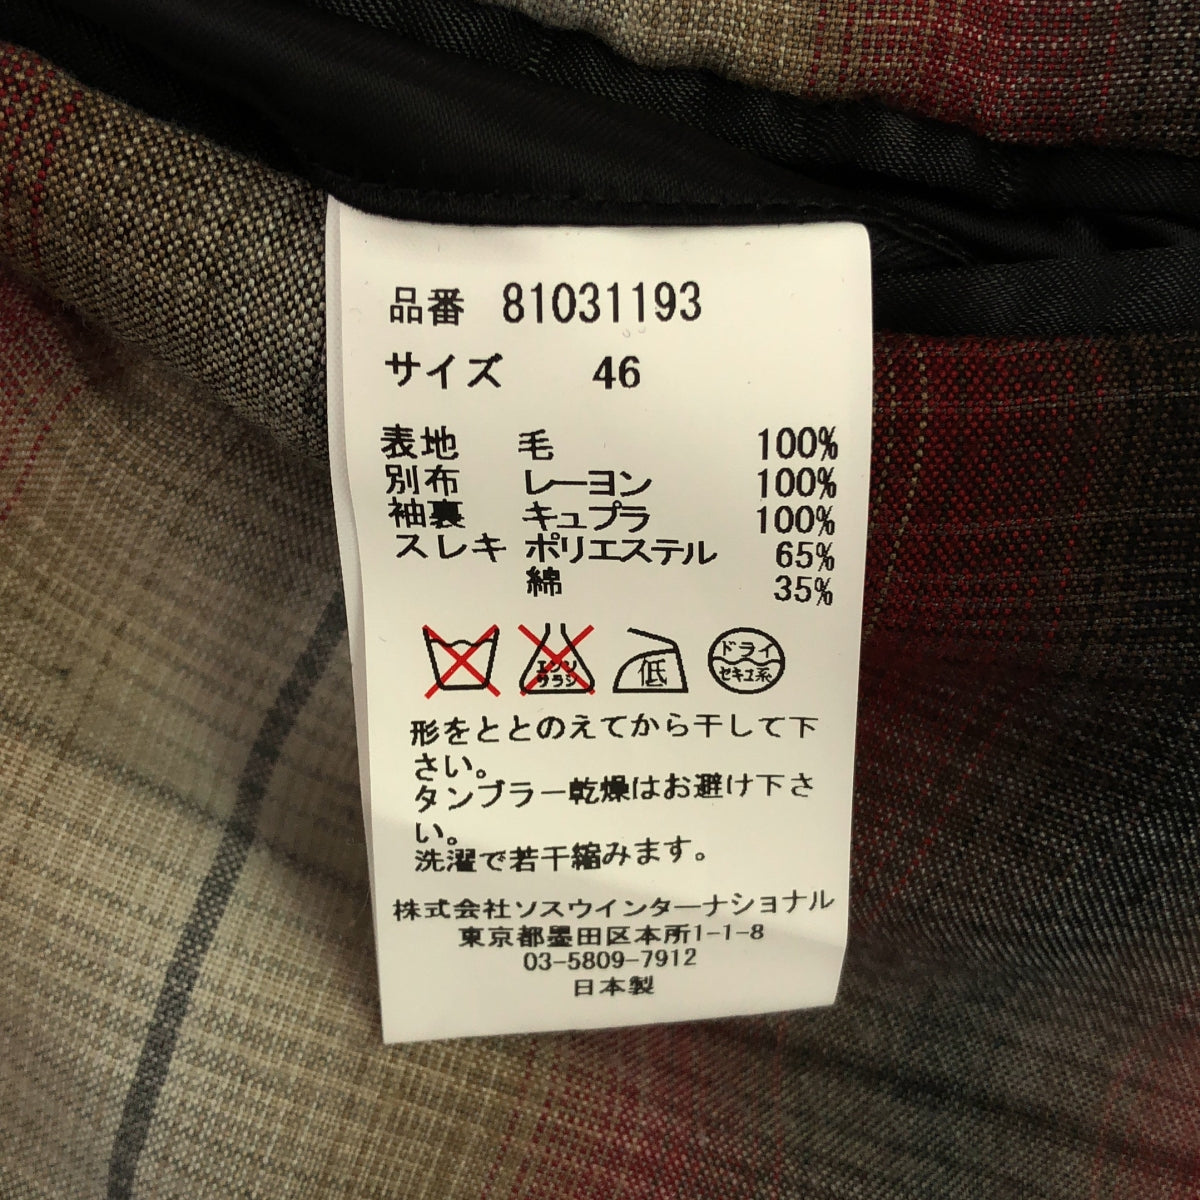 品番 81031193
サイズ 46
表地 毛 100%
別布 レーヨン 100%
袖裏 キュプラ 100%
スレキ ポリエステル 65%
綿 35%
エンソサラシ 低 ドライセキユ系
形をととのえてから干して下
さい。
タンブラー乾燥はお避け下さ
い。
洗濯で若干縮みます。
株式会社ソスウインターナショナル
東京都墨田区本所1-1-8
03-5809-7912
日本製